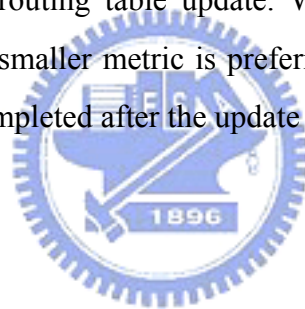 routing table update.
smaller metric is prefer
mpleted after the update
1896